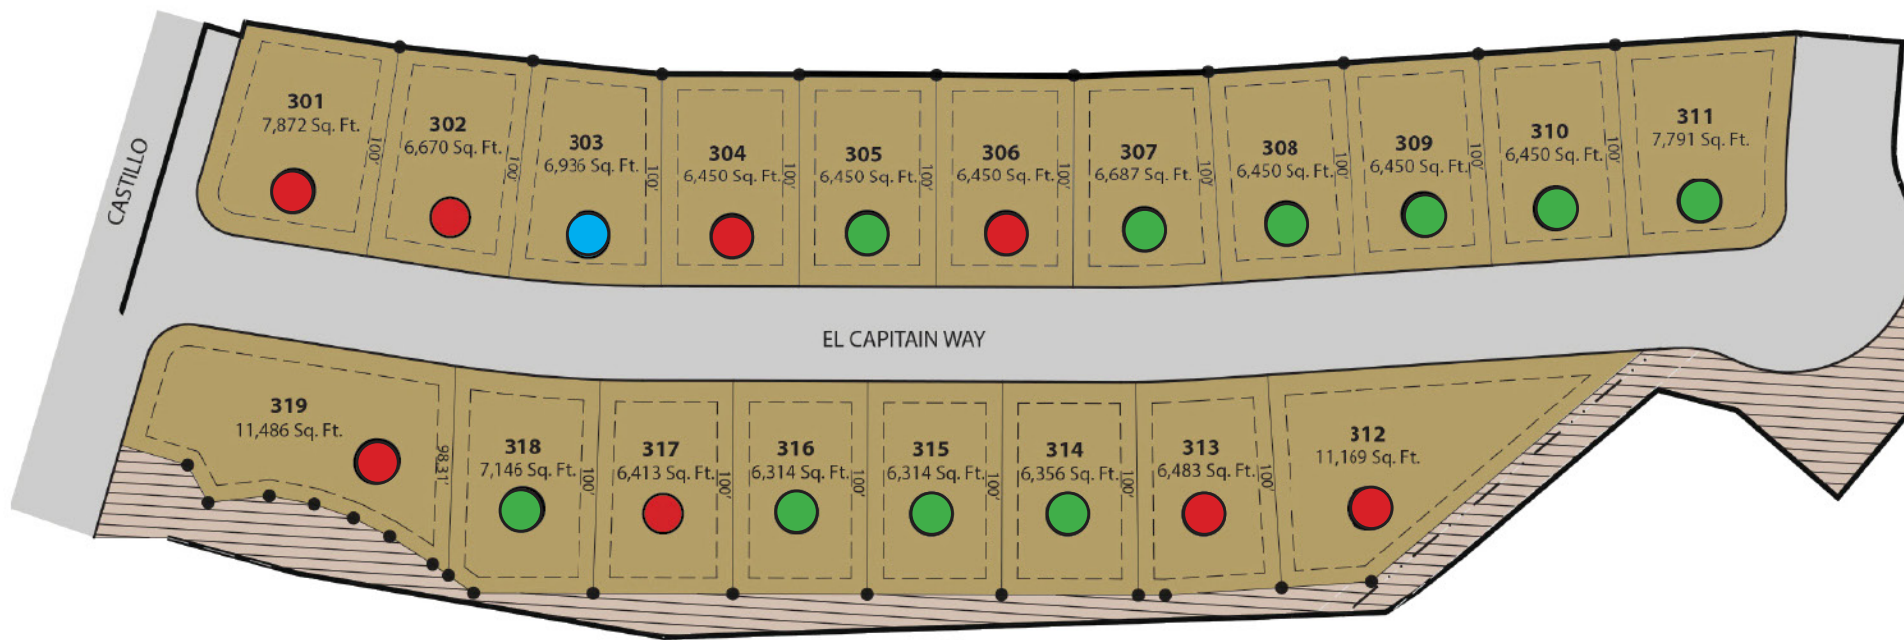 CASTILLO
301
7,872 Sq. Ft.
100'
302
6,670 Sq. Ft.
100'
303
6,936 Sq. Ft.
100'
304
6,450 Sq. Ft.
100'
305
6,450 Sq. Ft.
100'
306
6,450 Sq. Ft.
100'
307
6,687 Sq. Ft.
100'
308
6,450 Sq. Ft.
100'
309
6,450 Sq. Ft.
100'
310
6,450 Sq. Ft.
100'
311
7,791 Sq. Ft.
EL CAPITAIN WAY
319
11,486 Sq. Ft.
98.31'
318
7,146 Sq. Ft.
100'
317
6,413 Sq. Ft.
100'
316
6,314 Sq. Ft.
100'
315
6,314 Sq. Ft.
100'
314
6,356 Sq. Ft.
100'
313
6,483 Sq. Ft.
100'
312
11,169 Sq. Ft.